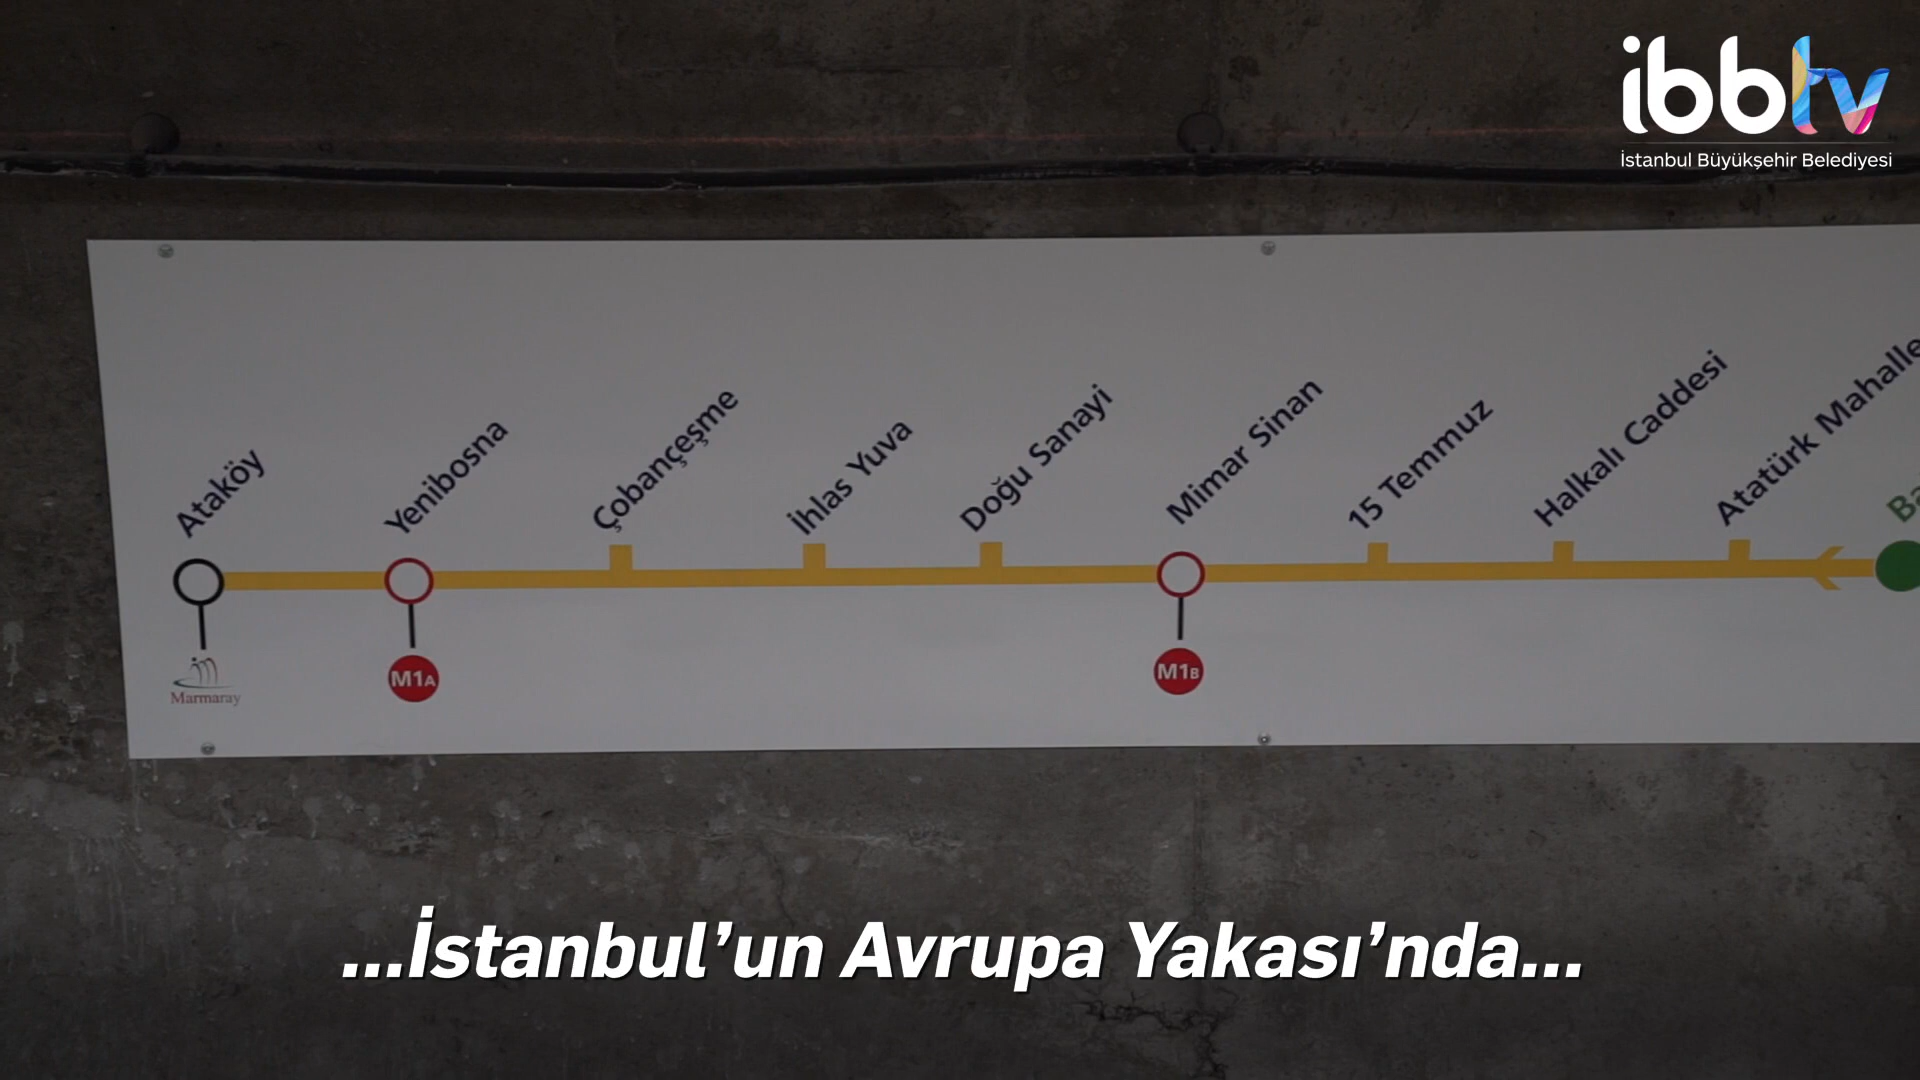 ibbtv
İstanbul Büyükşehir Belediyesi
Ataköy
Yenibosna
Çobançeşme
İhlas Yuva
Doğu Sanayi
Mimar Sinan
15 Temmuz
Halkalı Caddesi
Atatürk Mahalle
Ba
Marmaray
M1A
M1B
...İstanbul’un Avrupa Yakası’nda...